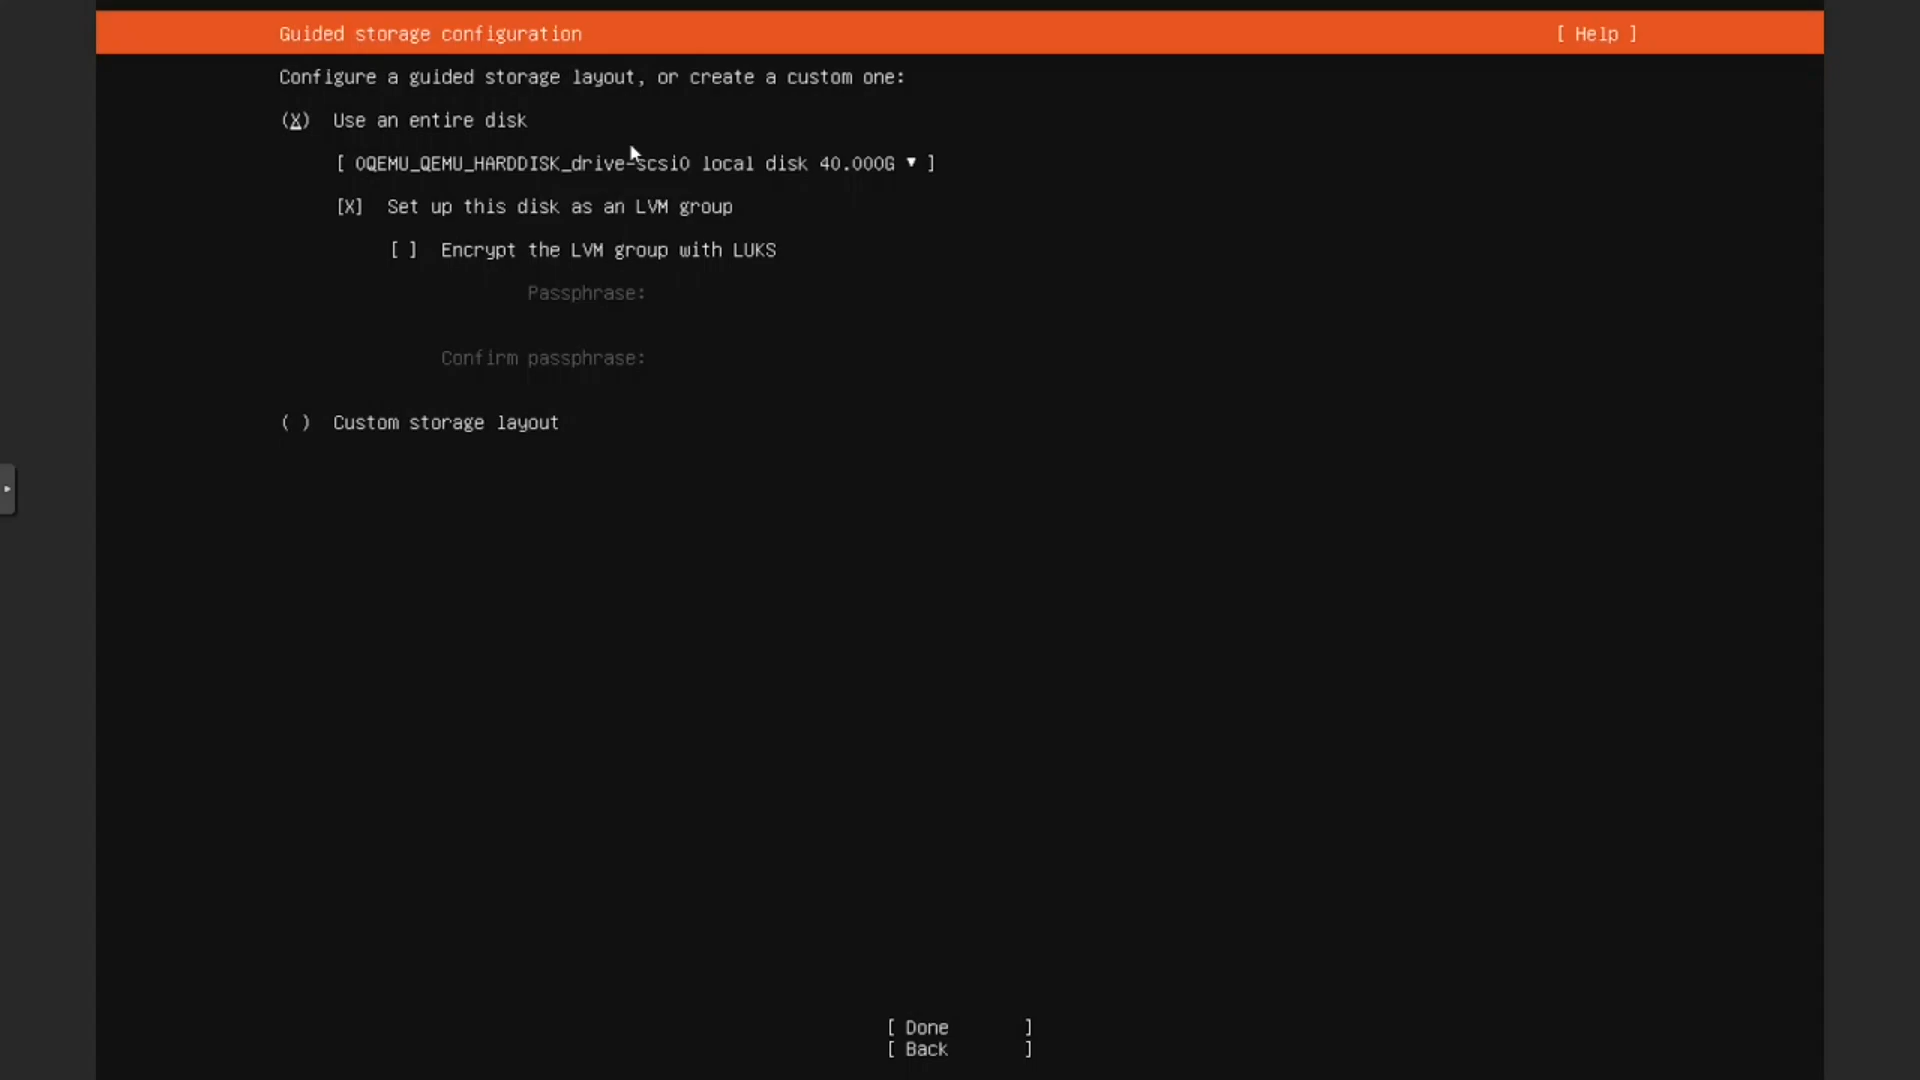 Guided storage configuration [ Help ]
Configure a guided storage layout, or create a custom one:
(X) Use an entire disk
[ 0QEMU_QEMU_HARDDISK_drive-scsi0 local disk 40.000G ▾ ]
[X] Set up this disk as an LVM group
[ ] Encrypt the LVM group with LUKS
Passphrase:
Confirm passphrase:
( ) Custom storage layout
[ Done ]
[ Back ]